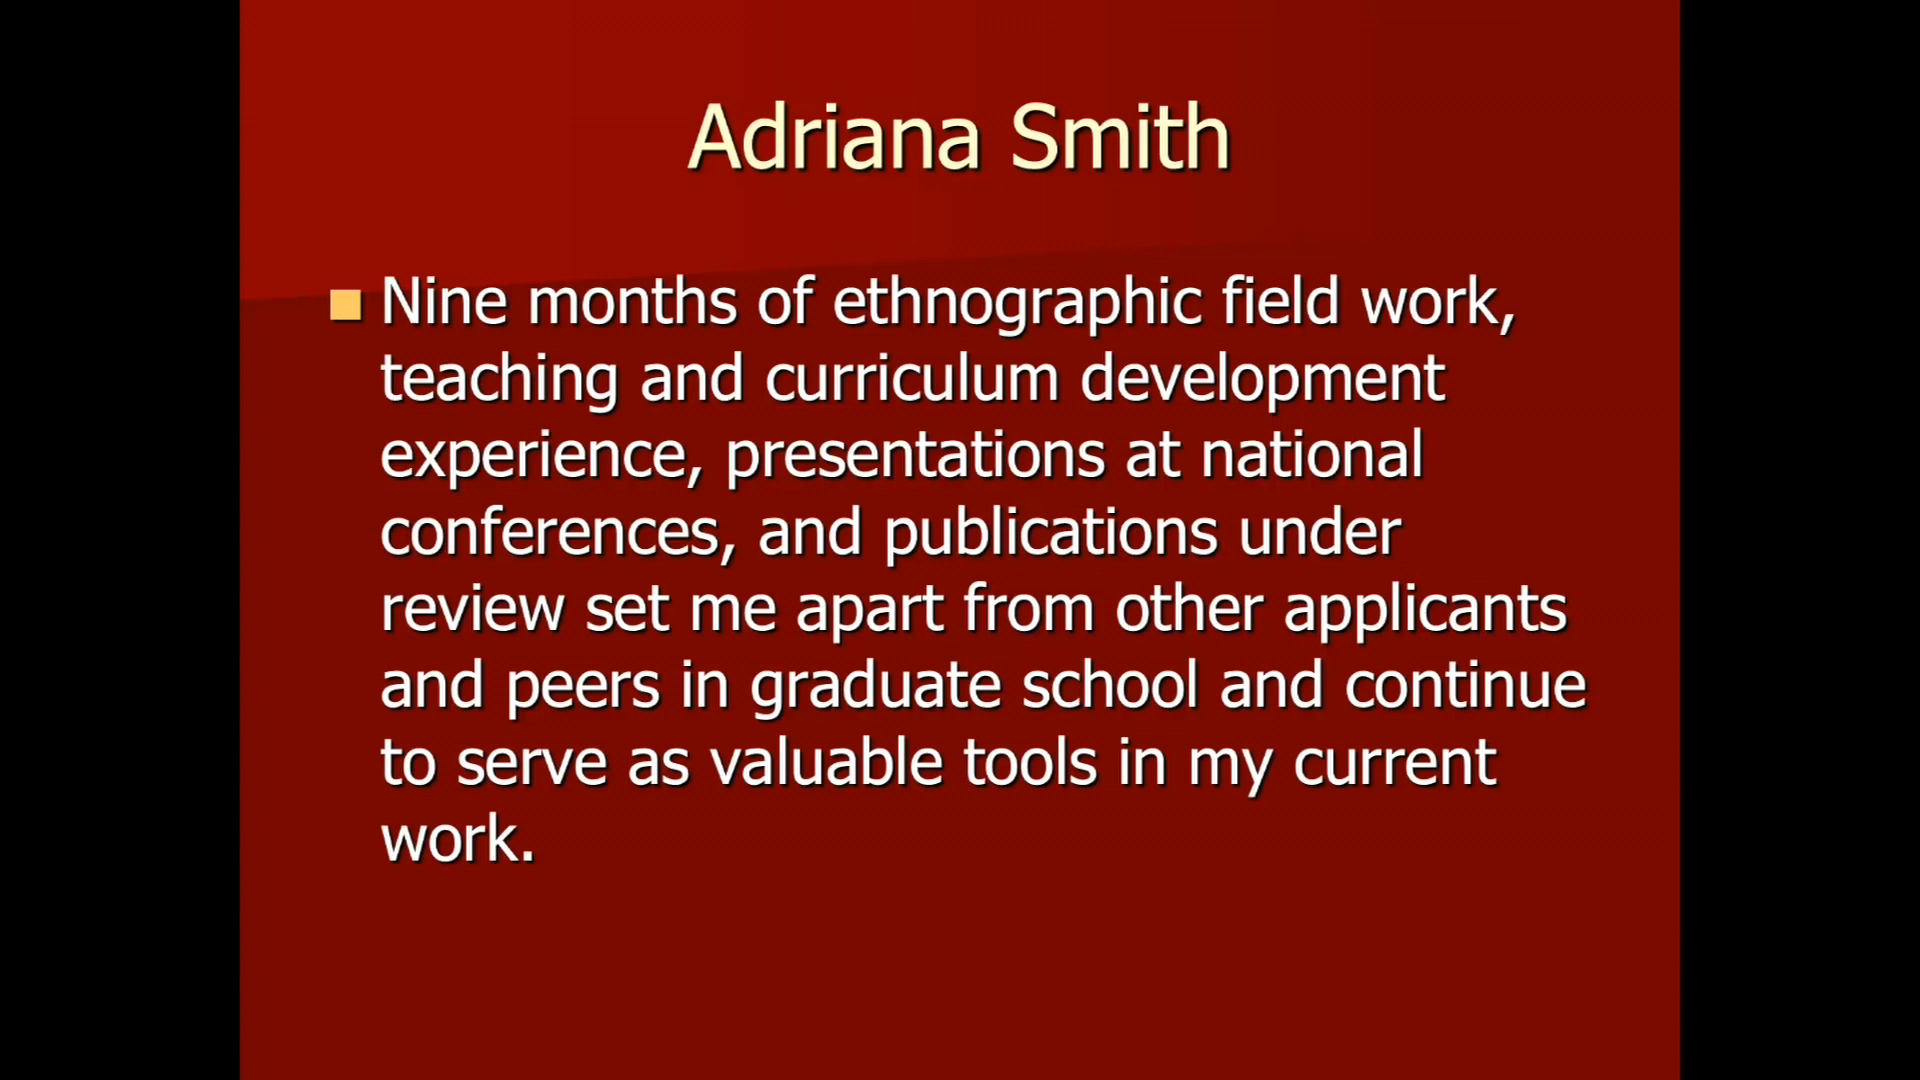 Adriana Smith
Nine months of ethnographic field work,
teaching and curriculum development
experience, presentations at national
conferences, and publications under
review set me apart from other applicants
and peers in graduate school and continue
to serve as valuable tools in my current
work.